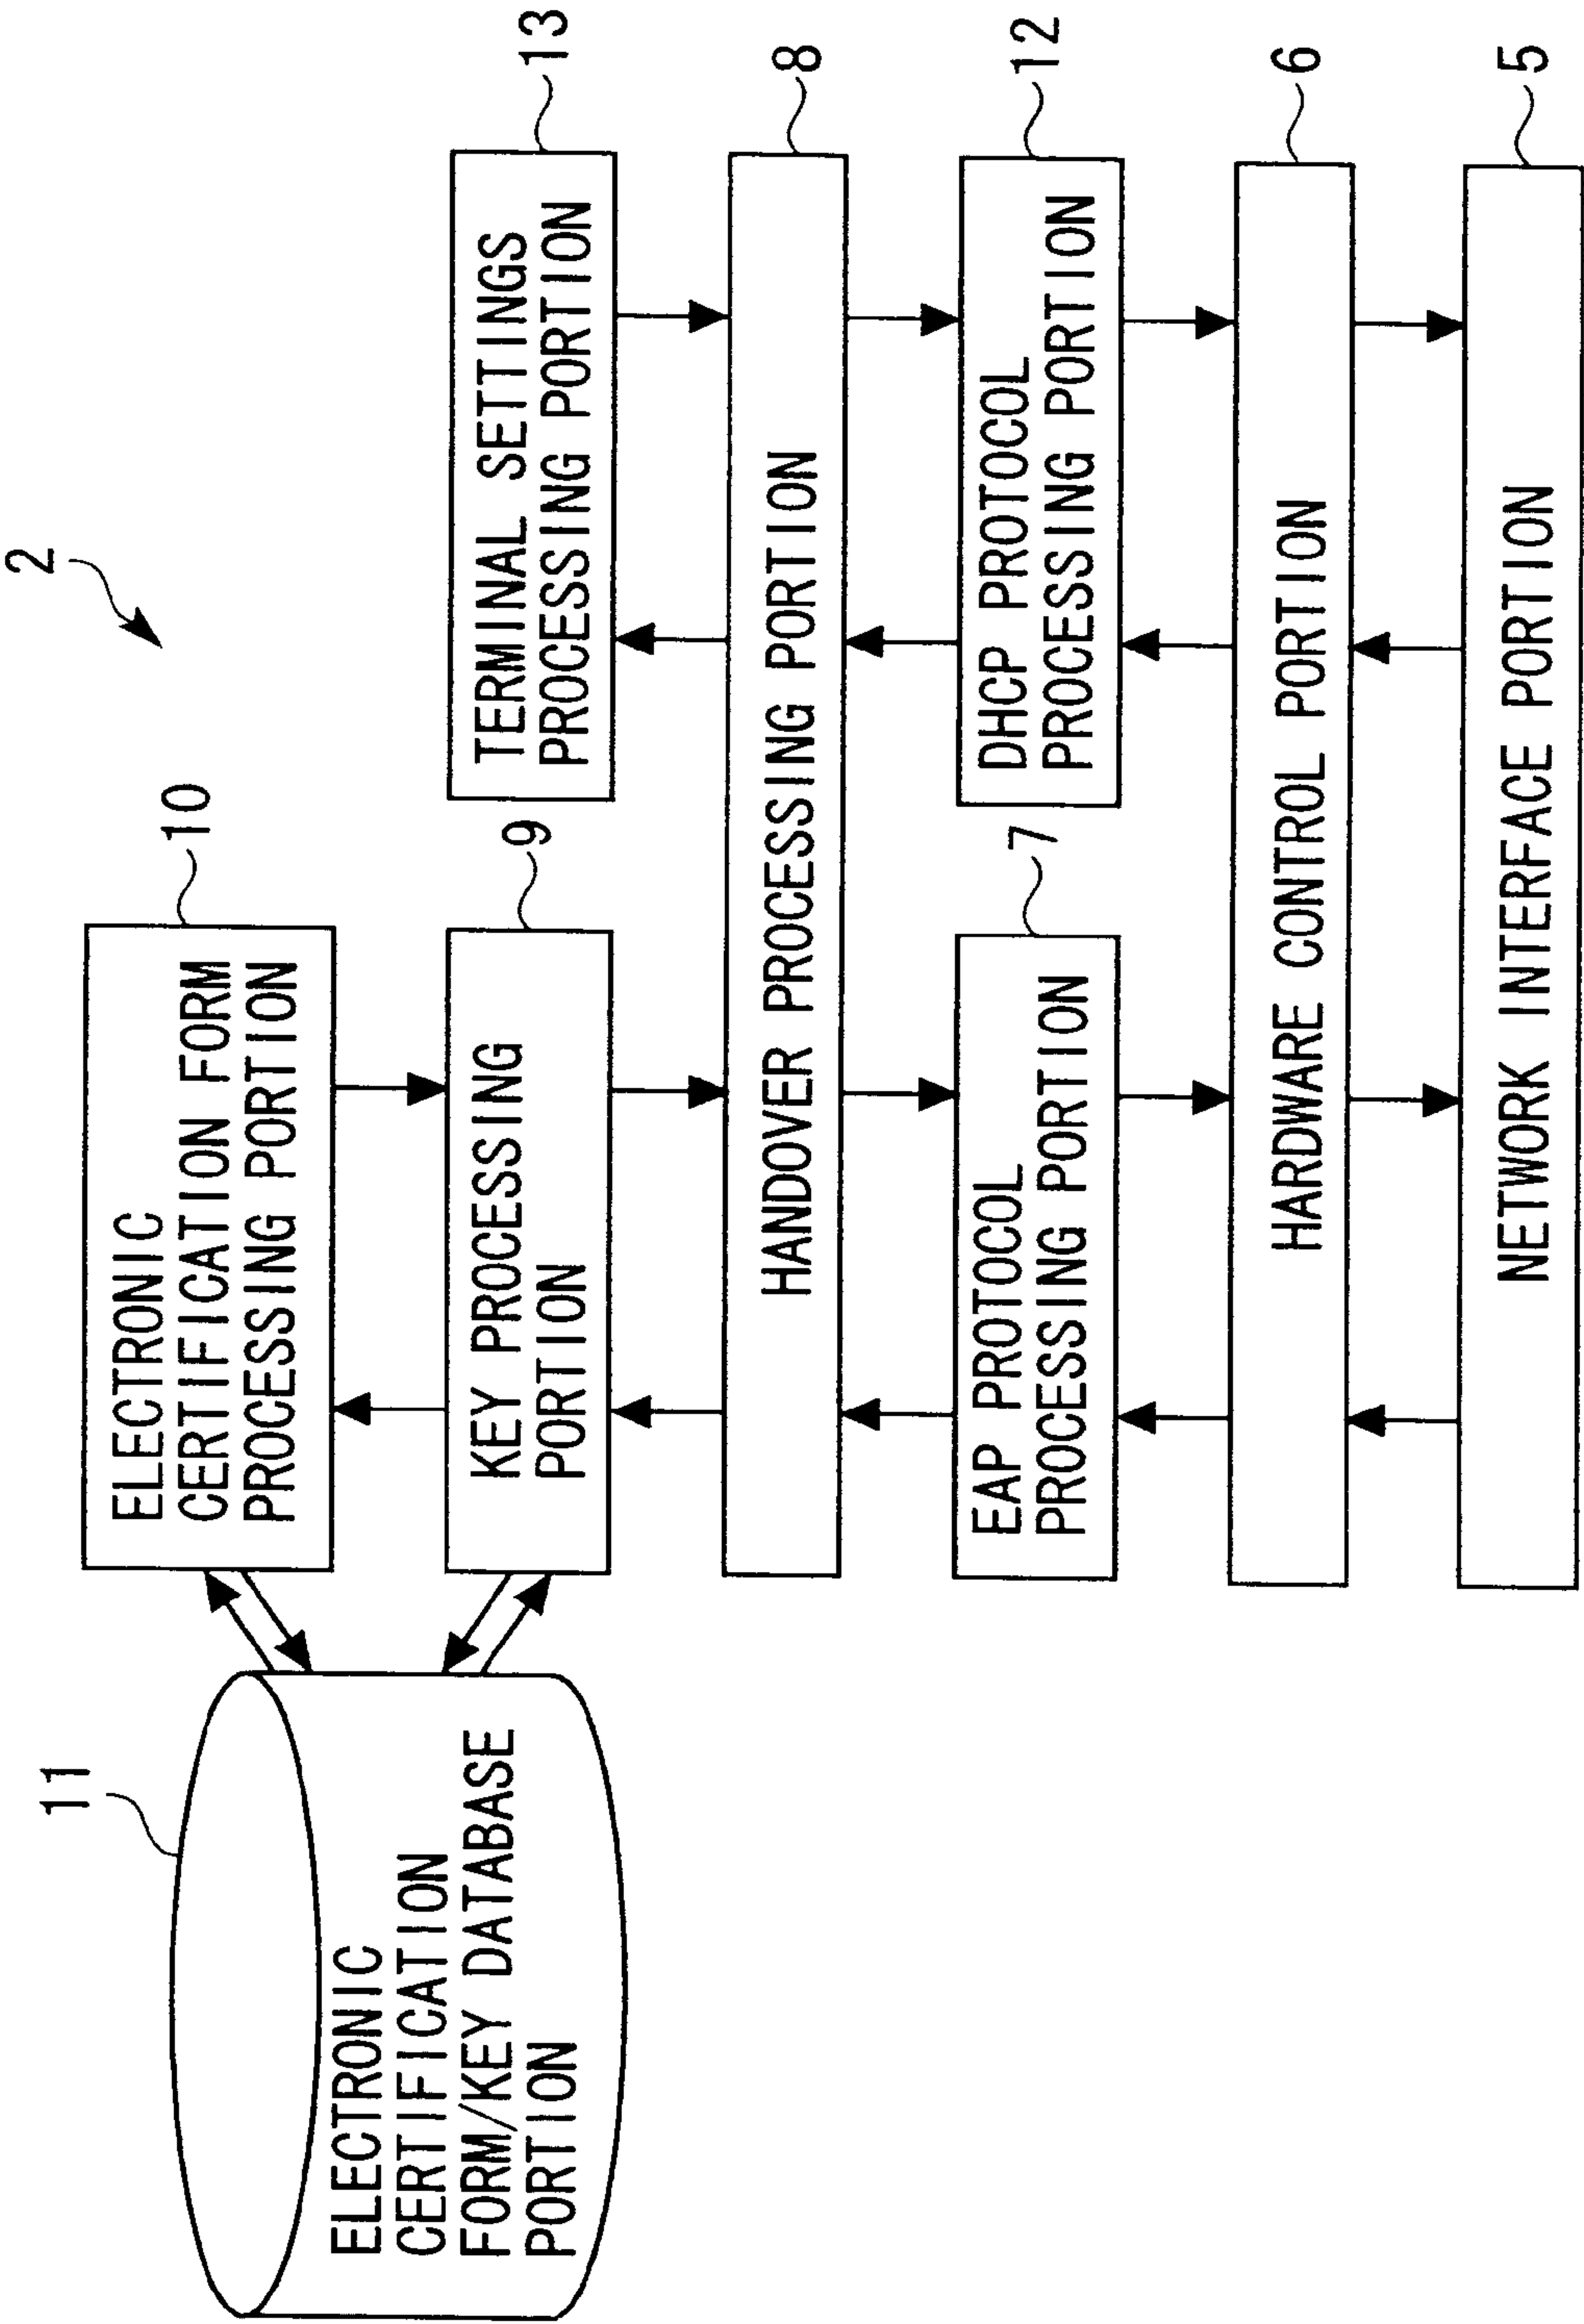 2
10
ELECTRONIC
CERTIFICATION FORM
PROCESSING PORTION
11
ELECTRONIC
CERTIFICATION
FORM/KEY DATABASE
PORTION
9
KEY PROCESSING
PORTION
13
TERMINAL SETTINGS
PROCESSING PORTION
8
HANDOVER PROCESSING PORTION
7
EAP PROTOCOL
PROCESSING PORTION
12
DHCP PROTOCOL
PROCESSING PORTION
6
HARDWARE CONTROL PORTION
5
NETWORK INTERFACE PORTION